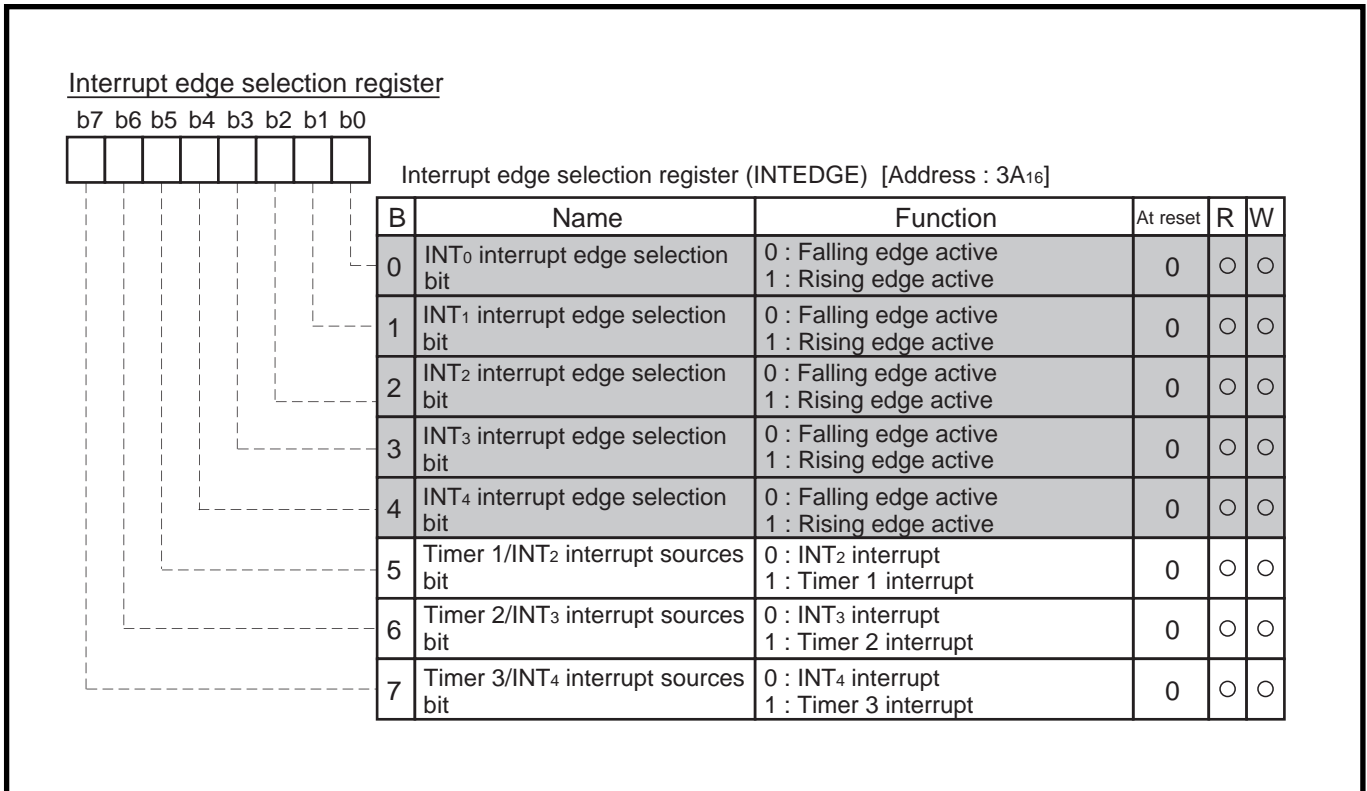 Interrupt edge selection register
b7 b6 b5 b4 b3 b2 b1 b0
Interrupt edge selection register (INTEDGE) [Address : 3A₁₆]
B Name Function At reset R W
0 INT₀ interrupt edge selection bit 0 : Falling edge active 1 : Rising edge active 0 ○ ○
1 INT₁ interrupt edge selection bit 0 : Falling edge active 1 : Rising edge active 0 ○ ○
2 INT₂ interrupt edge selection bit 0 : Falling edge active 1 : Rising edge active 0 ○ ○
3 INT₃ interrupt edge selection bit 0 : Falling edge active 1 : Rising edge active 0 ○ ○
4 INT₄ interrupt edge selection bit 0 : Falling edge active 1 : Rising edge active 0 ○ ○
5 Timer 1/INT₂ interrupt sources bit 0 : INT₂ interrupt 1 : Timer 1 interrupt 0 ○ ○
6 Timer 2/INT₃ interrupt sources bit 0 : INT₃ interrupt 1 : Timer 2 interrupt 0 ○ ○
7 Timer 3/INT₄ interrupt sources bit 0 : INT₄ interrupt 1 : Timer 3 interrupt 0 ○ ○